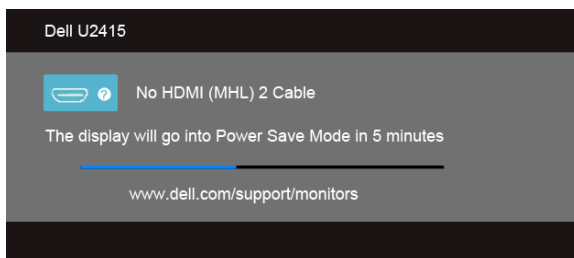 Dell U2415
? No HDMI (MHL) 2 Cable
The display will go into Power Save Mode in 5 minutes
www.dell.com/support/monitors